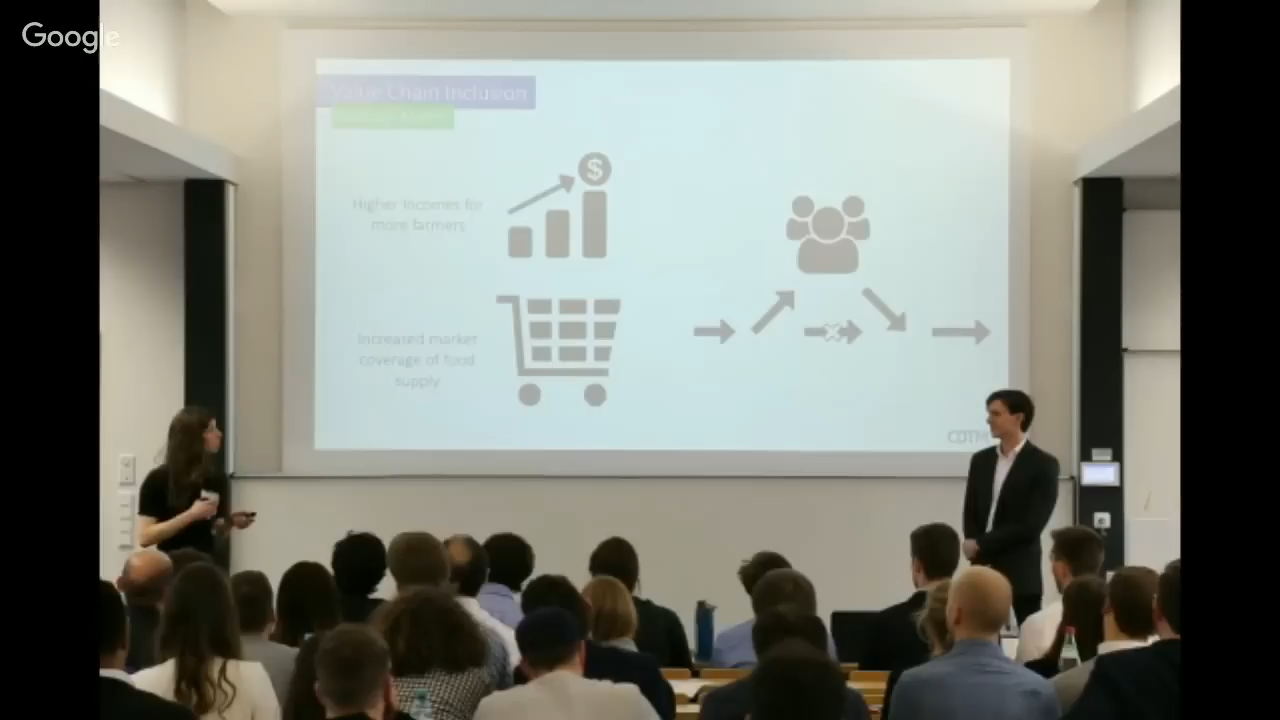 Google
Value Chain Inclusion
Higher incomes for
more farmers
$
Increased market
coverage of food
supply
CDTM